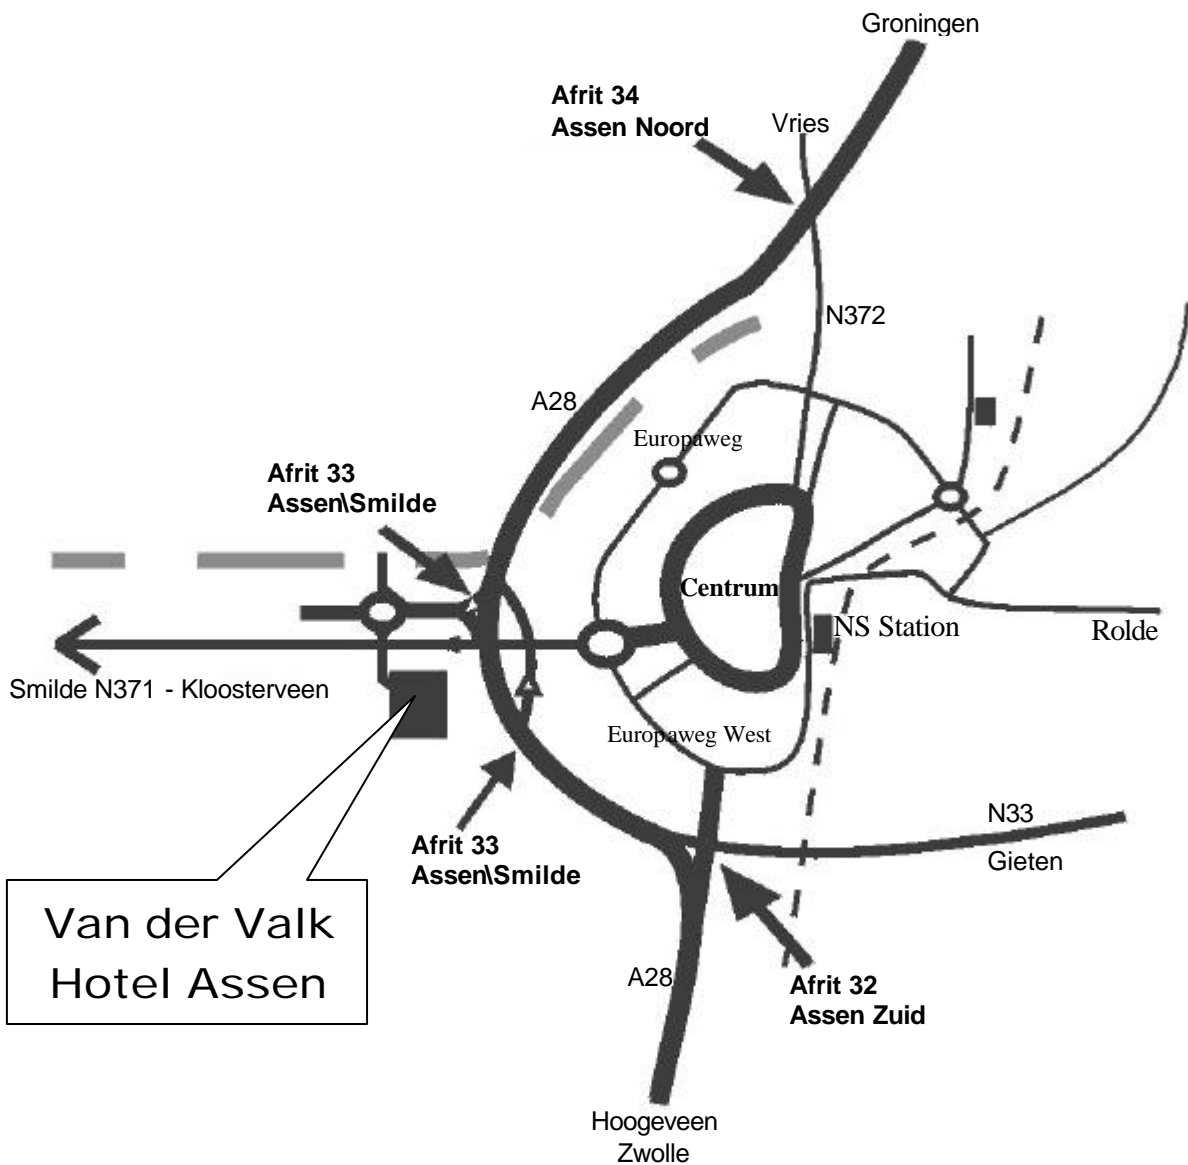 Groningen
Afrit 34
Assen Noord
Vries
N372
A28
Europaweg
Afrit 33
Assen\Smilde
Centrum
NS Station
Rolde
Smilde N371 - Kloosterveen
Europaweg West
N33
Gieten
Afrit 33
Assen\Smilde
Van der Valk
Hotel Assen
A28
Afrit 32
Assen Zuid
Hoogeveen
Zwolle